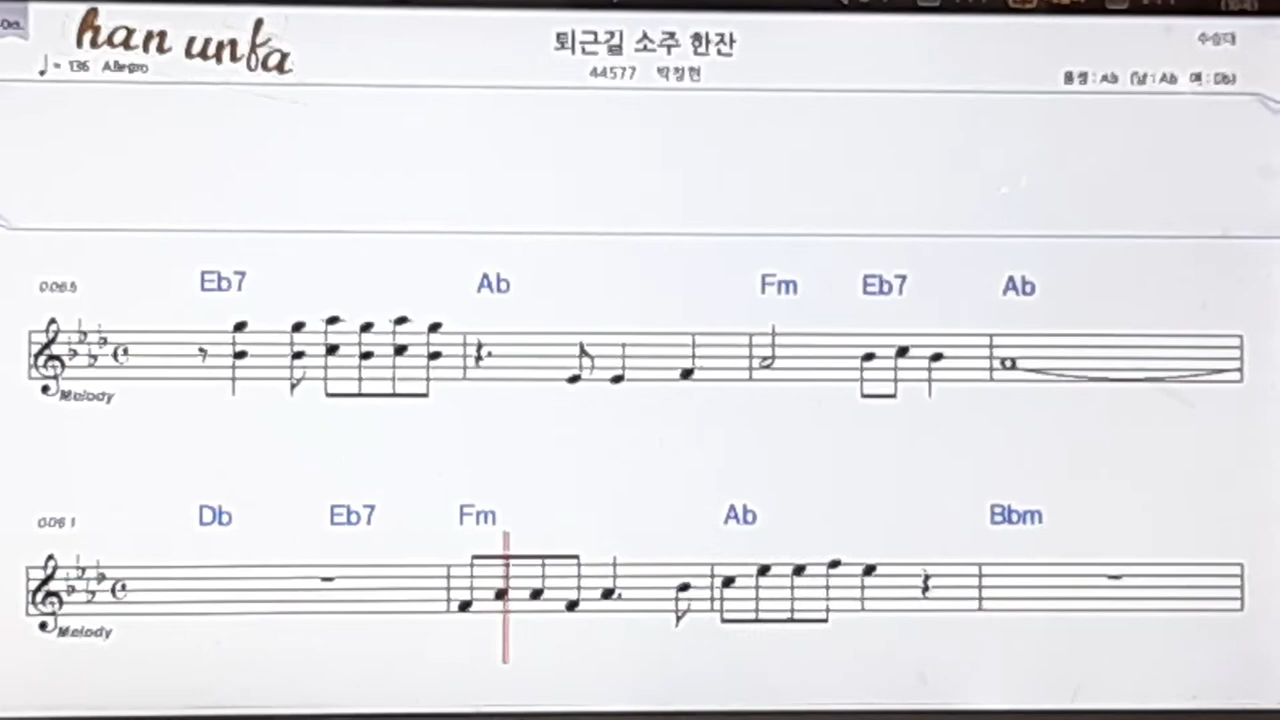 han unfa
퇴근길 소주 한잔
♩= 136 Allegro
44577 박정현
Eb7 Ab Fm Eb7 Ab
Melody
Db Eb7 Fm Ab Bbm
0061
Melody